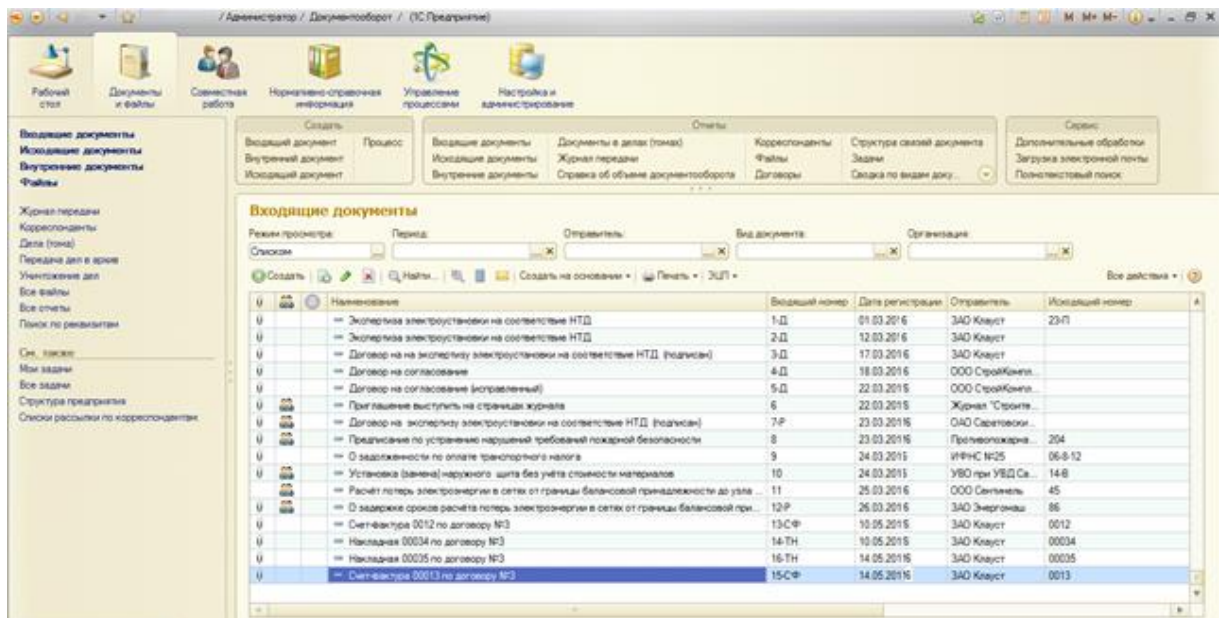 / Администратор / Документооборот / (1С:Предприятие)
M M+ M-
Рабочий стол
Документы и файлы
Совместная работа
Нормативно-справочная информация
Управление процессами
Настройка и администрирование
Входящие документы
Исходящие документы
Внутренние документы
Файлы
Журнал передачи
Корреспонденты
Дела (тома)
Передача дел в архив
Уничтожение дел
Все файлы
Все отчеты
Поиск по реквизитам
См. также
Мои задачи
Все задачи
Структура предприятия
Списки рассылки по корреспондентам
Создать
Входящий документ Процесс
Внутренний документ
Исходящий документ
Отчеты
Входящие документы Документы в делах (томах) Корреспонденты Структура связей документа
Исходящие документы Журнал передачи Файлы Задачи
Внутренние документы Справка об объеме документооборота Договоры Сводка по видам доку...
Сервис
Дополнительные обработки
Загрузка электронной почты
Полнотекстовый поиск
Входящие документы
Режим просмотра: Период: Отправитель: Вид документа: Организация:
Списком
Создать Найти... Создать на основании Печать ЭЦП Все действия
Наименование Входящий номер Дата регистрации Отправитель Исходящий номер
Экспертиза электроустановки на соответствие НТД 1-Д 01.03.2016 ЗАО Клауст 23-П
Экспертиза электроустановки на соответствие НТД 2-Д 12.03.2016 ЗАО Клауст
Договор на на экспертизу электроустановки на соответствие НТД (подписан) 3-Д 17.03.2016 ЗАО Клауст
Договор на согласование 4-Д 18.03.2016 ООО СтройКомпл...
Договор на согласование (исправленный) 5-Д 22.03.2015 ООО СтройКомпл...
Приглашение выступить на страницах журнала 6 22.03.2015 Журнал "Строите...
Договор на экспертизу электроустановки на соответствие НТД (подписан) 7-Р 23.03.2016 ОАО Саратовски...
Предписание по устранению нарушений требований пожарной безопасности 8 23.03.2016 Противопожарна... 204
О задолженности по оплате транспортного налога 9 24.03.2015 ИФНС №25 06-8-12
Установка (замена) наружного щита без учёта стоимости материалов 10 24.03.2015 УВО при УВД Са... 14-В
Расчёт потерь электроэнергии в сетях от границы балансовой принадлежности до узла ... 11 25.03.2016 ООО Сентинель 45
О задержке сроков расчёта потерь электроэнергии в сетях от границы балансовой при... 12-Р 26.03.2016 ЗАО Энергомаш 86
Счет-фактура 0012 по договору №3 13-СФ 10.05.2015 ЗАО Клауст 0012
Накладная 00034 по договору №3 14-ТН 10.05.2015 ЗАО Клауст 00034
Накладная 00035 по договору №3 16-ТН 14.05.2016 ЗАО Клауст 00035
Счет-фактура 00013 по договору №3 15-СФ 14.05.2016 ЗАО Клауст 0013